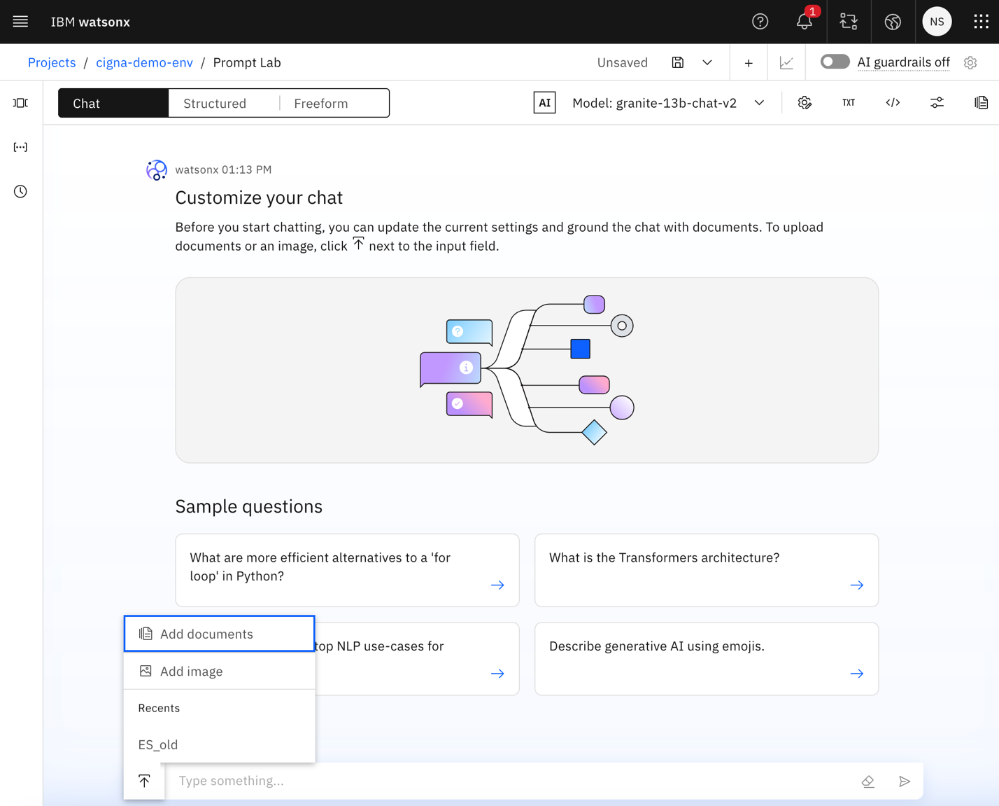 IBM watsonx
1
NS
Projects / cigna-demo-env / Prompt Lab
Unsaved
AI guardrails off
Chat
Structured
Freeform
AI
Model: granite-13b-chat-v2
TXT
watsonx 01:13 PM
Customize your chat
Before you start chatting, you can update the current settings and ground the chat with documents. To upload
documents or an image, click next to the input field.
Sample questions
What are more efficient alternatives to a 'for
loop' in Python?
What is the Transformers architecture?
top NLP use-cases for
Describe generative AI using emojis.
Add documents
Add image
Recents
ES_old
Type something...